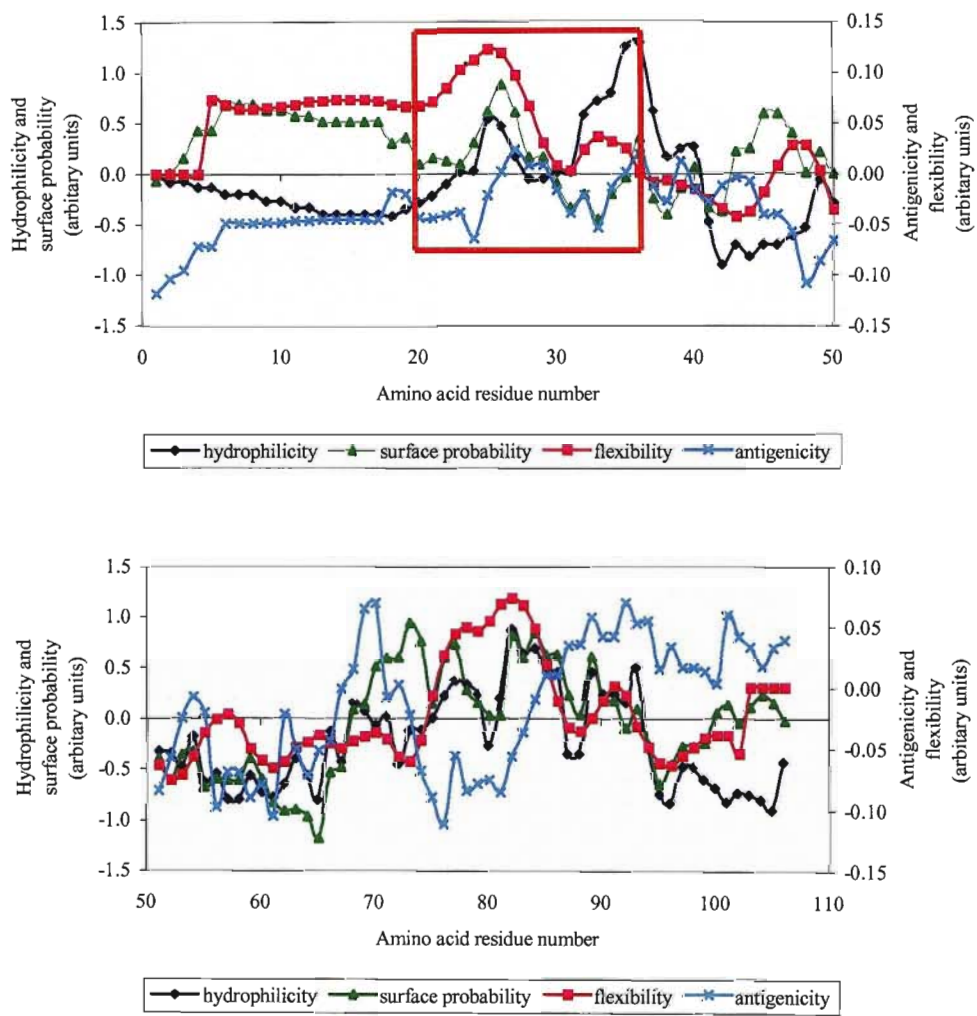 1.5
1.0
0.5
0.0
-0.5
-1.0
-1.5
0.15
0.10
0.05
0.00
-0.05
-0.10
-0.15
Hydrophilicity and
surface probability
(arbitary units)
Antigenicity and
flexibility
(arbitary unis)
0 10 20 30 40 50
Amino acid residue number
hydrophilicity surface probability flexibility antigenicity
1.5
1.0
0.5
0.0
-0.5
-1.0
-1.5
0.10
0.05
0.00
-0.05
-0.10
-0.15
Hydrophilicity and
surface probability
(arbitary units)
Antigenicity and
flexibility
(arbitary units)
50 60 70 80 90 100 110
Amino acid residue number
hydrophilicity surface probability flexibility antigenicity